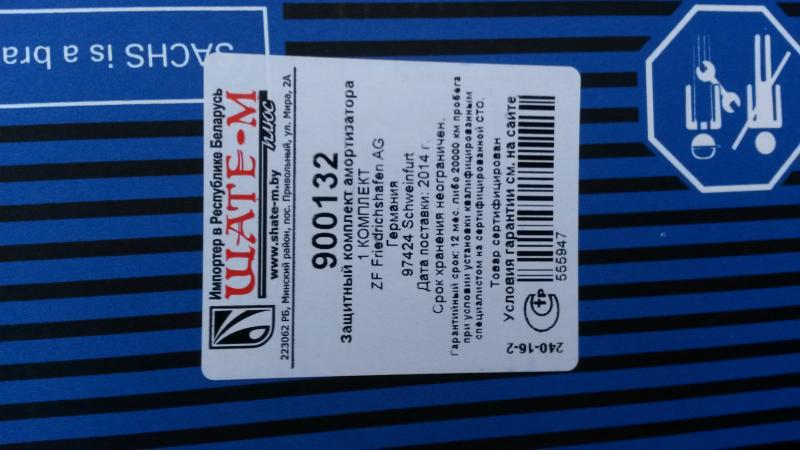 SACHS is a bra
Импортер в Республике Беларусь
ШАТЕ-М
плюс
www.shate-m.by
223062 РБ, Минский район, пос. Привольный, ул. Мира, 2А
900132
Защитный комплект амортизатора
1 КОМПЛЕКТ
ZF Friedrichshafen AG
Германия
97424 Schweinfurt
Дата поставки: 2014 г.
Срок хранения неограничен.
Гарантийный срок: 12 мес. либо 20000 км пробега
при условии установки квалифицированным
специалистом на сертифицированной СТО.
Товар сертифицирован
Условия гарантии см. на сайте
555947
240-16-2